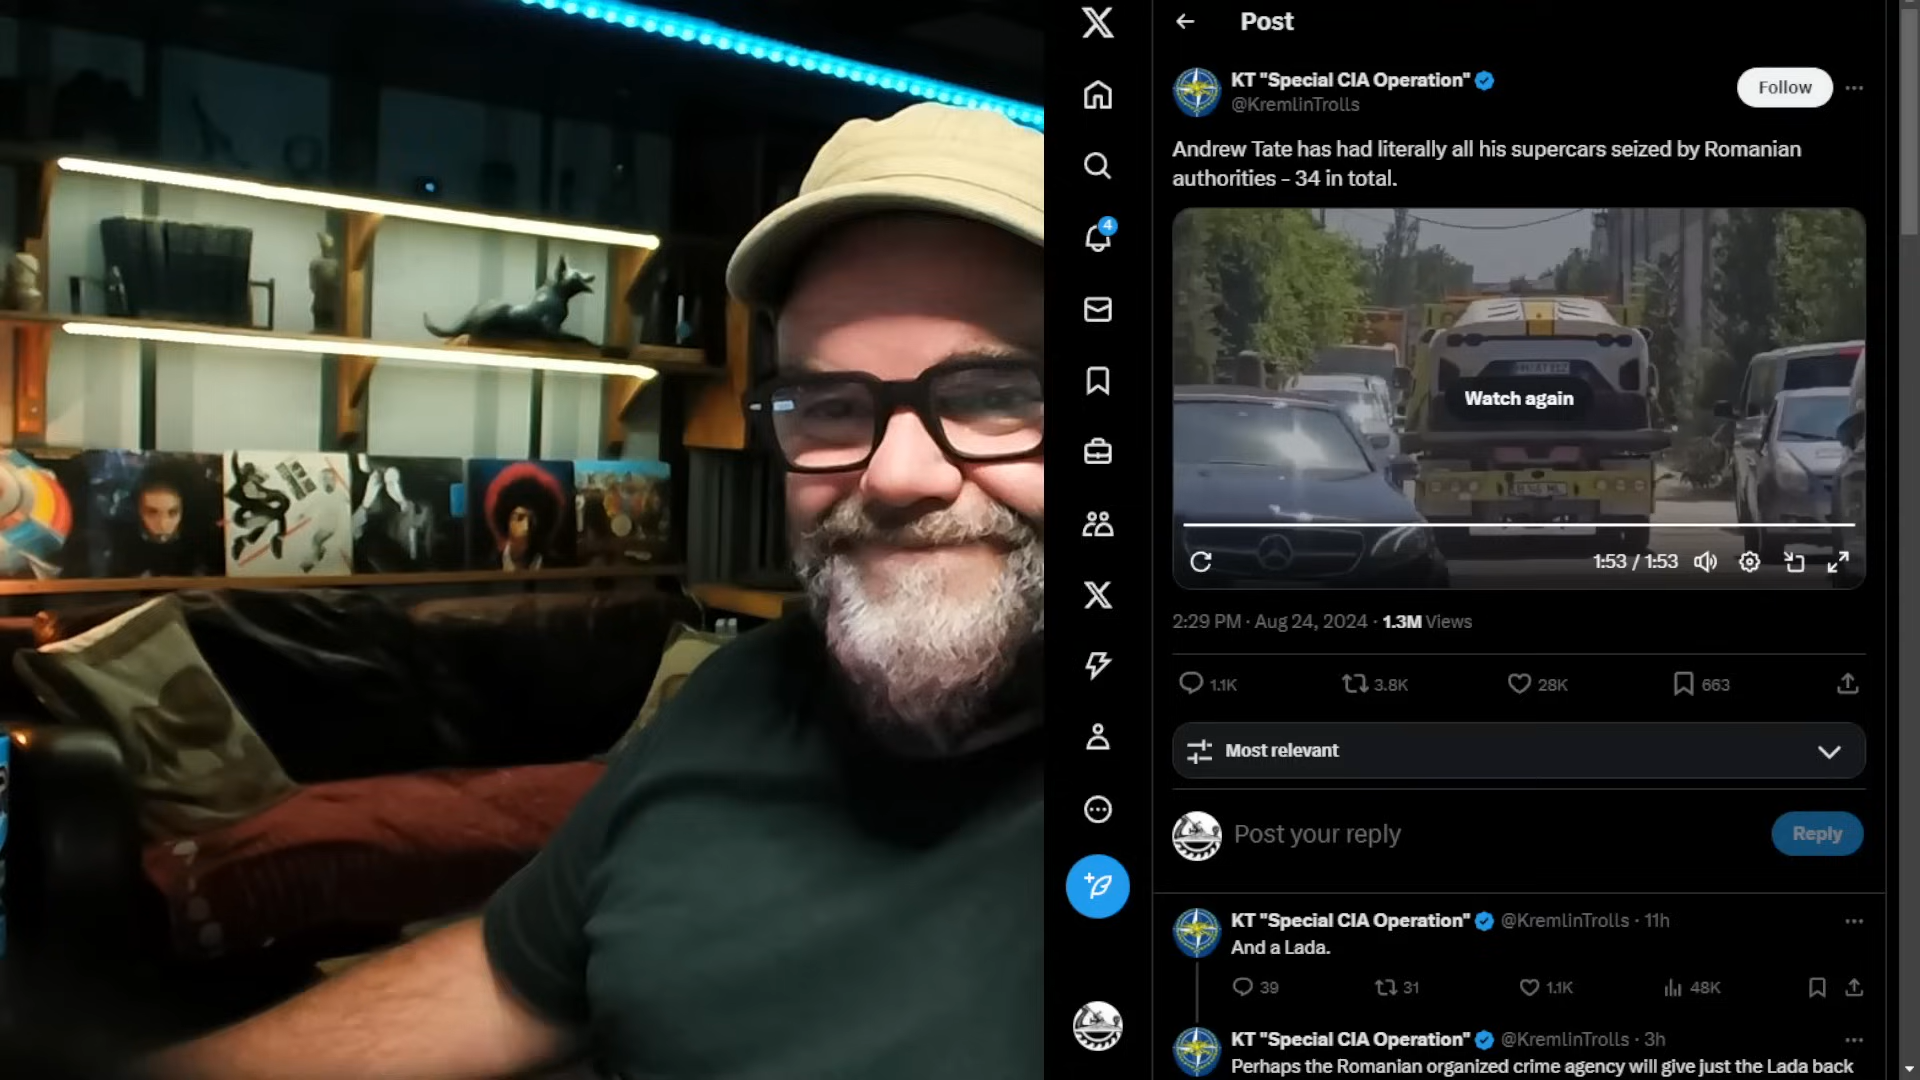 Post
KT "Special CIA Operation"
@KremlinTrolls
Follow
Andrew Tate has had literally all his supercars seized by Romanian
authorities - 34 in total.
4
Watch again
1:53 / 1:53
2:29 PM · Aug 24, 2024 · 1.3M Views
1.1K 3.8K 28K 663
Most relevant
Post your reply
Reply
KT "Special CIA Operation" @KremlinTrolls · 11h
And a Lada.
39 31 1.1K 48K
KT "Special CIA Operation" @KremlinTrolls · 3h
Perhaps the Romanian organized crime agency will give just the Lada back